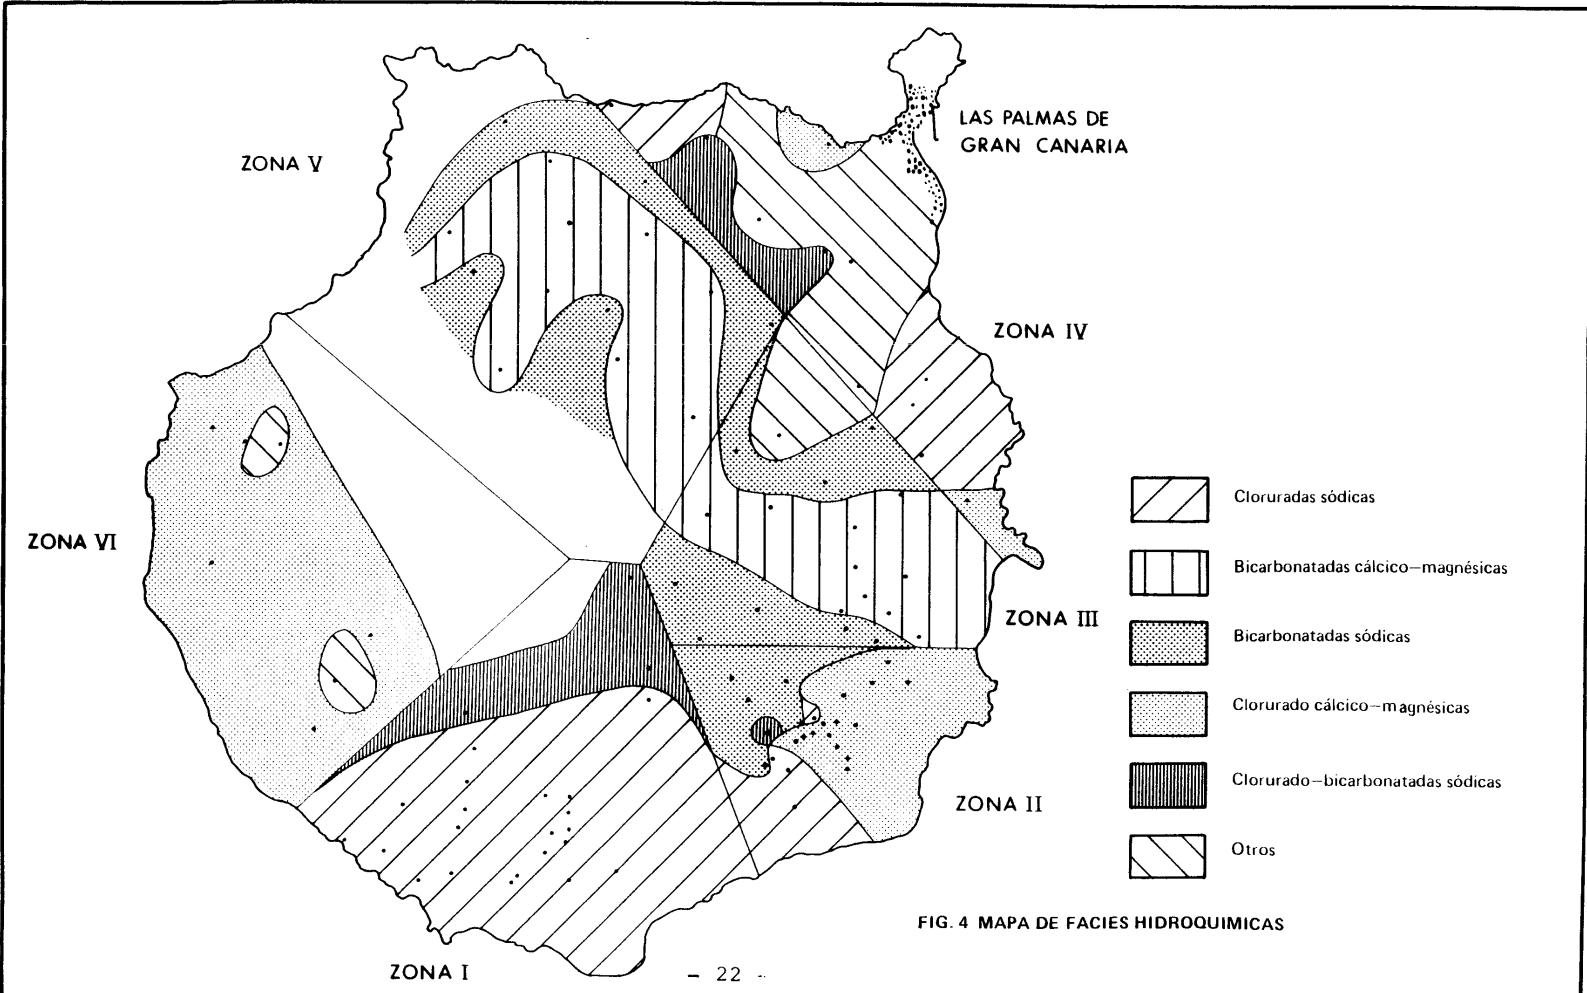 LAS PALMAS DE
GRAN CANARIA
ZONA V
ZONA IV
ZONA VI
ZONA III
ZONA II
ZONA I
Cloruradas sódicas
Bicarbonatadas cálcico—magnésicas
Bicarbonatadas sódicas
Clorurado cálcico—magnésicas
Clorurado—bicarbonatadas sódicas
Otros
FIG. 4 MAPA DE FACIES HIDROQUIMICAS
- 22 -